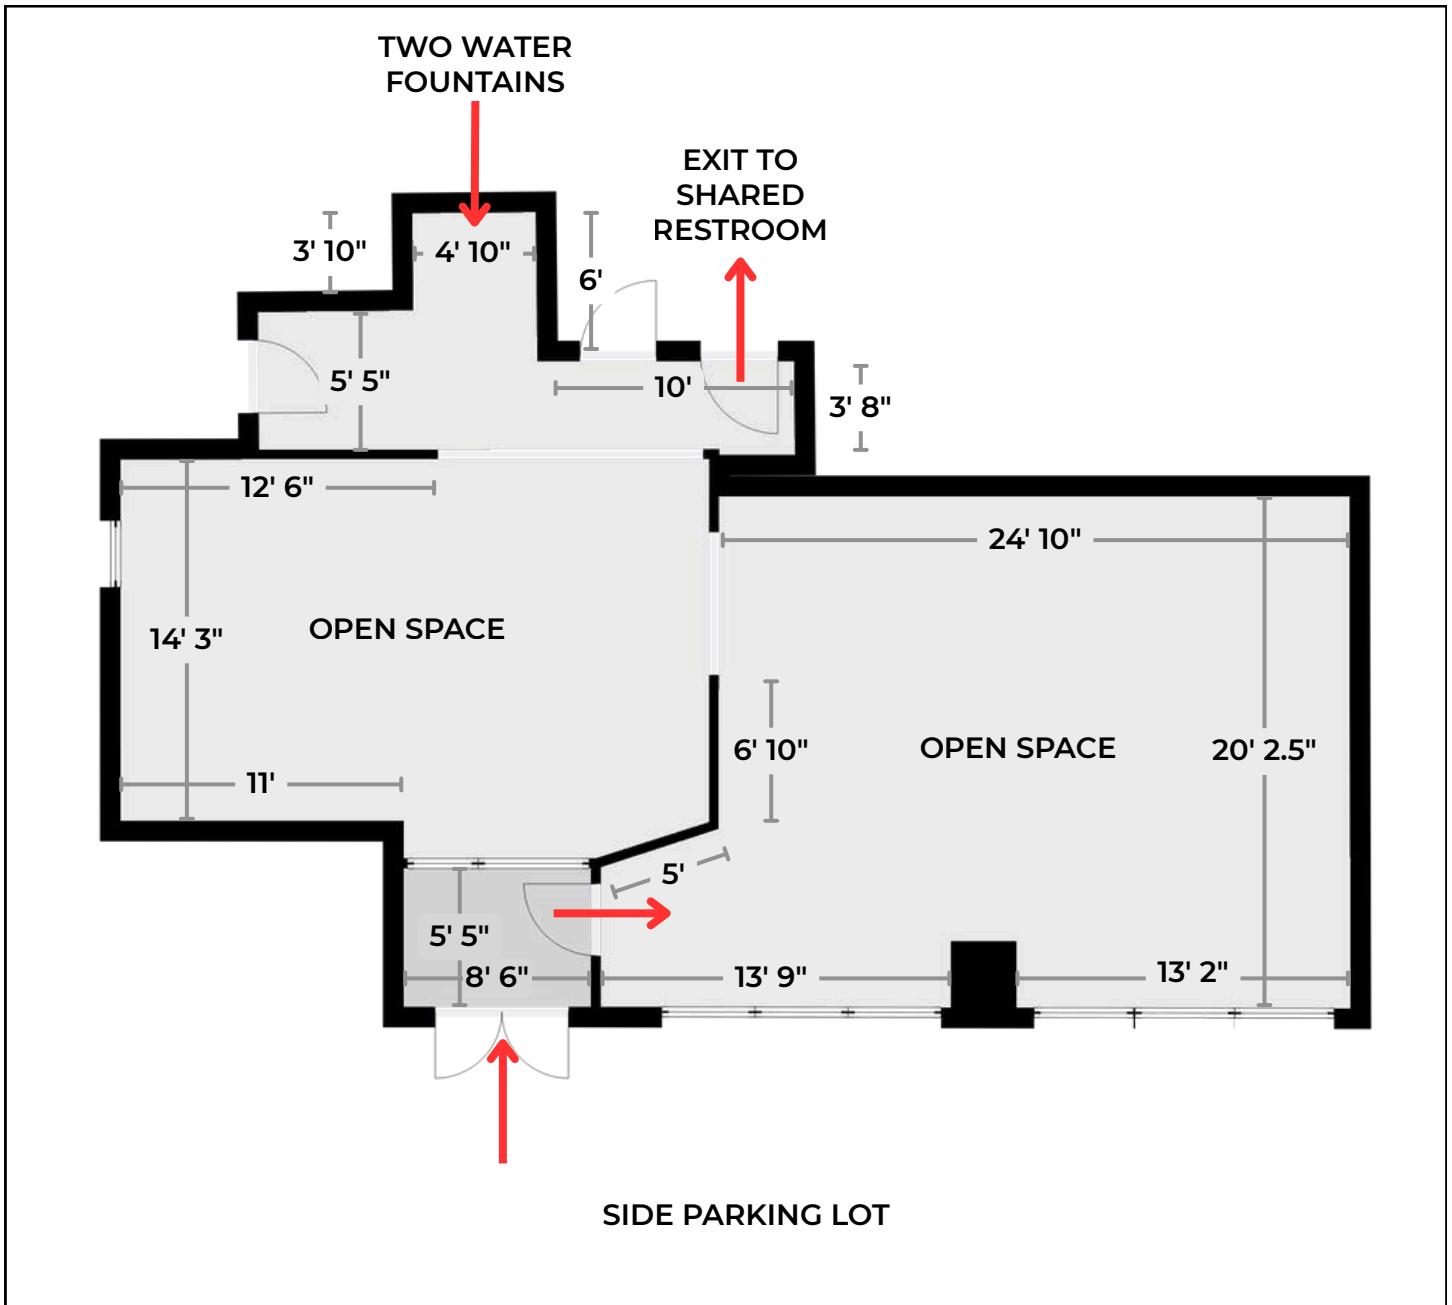 TWO WATER
FOUNTAINS
EXIT TO
SHARED
RESTROOM
3' 10"
4' 10"
6'
5' 5"
10'
3' 8"
12' 6"
24' 10"
OPEN SPACE
14' 3"
6' 10"
OPEN SPACE
20' 2.5"
11'
5'
5' 5"
8' 6"
13' 9"
13' 2"
SIDE PARKING LOT